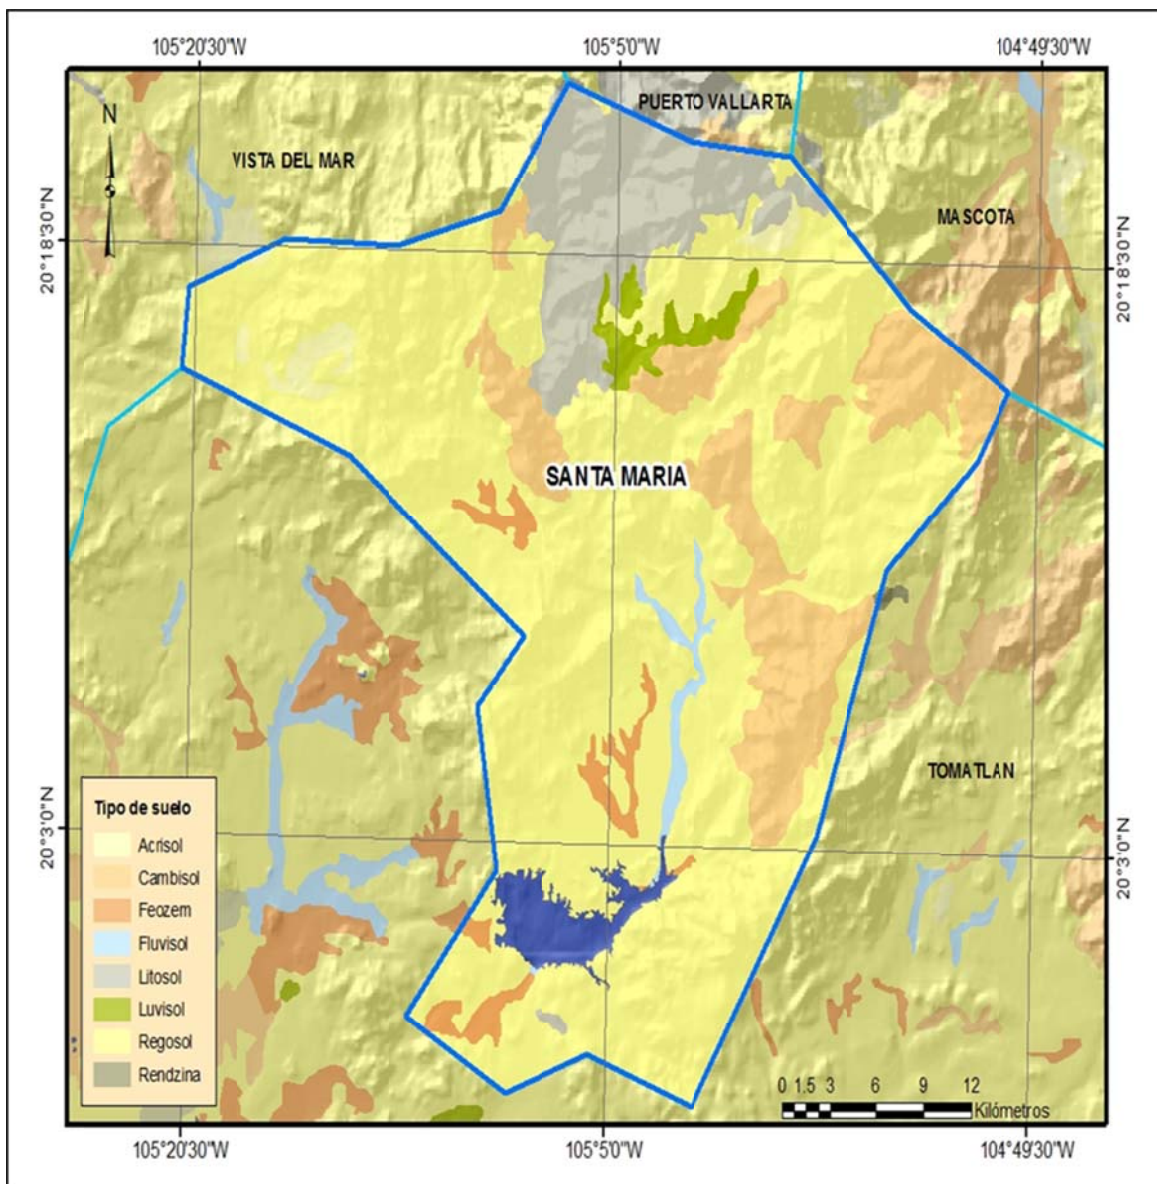 105°20'30"W
105°5'0"W
104°49'30"W
PUERTO VALLARTA
N
VISTA DEL MAR
MASCOTA
20°18'30"N
20°18'30"N
SANTA MARIA
TOMATLAN
20°3'0"N
20°3'0"N
Tipo de suelo
Acrisol
Cambisol
Feozem
Fluvisol
Litosol
Luvisol
Regosol
Rendzina
0 1.5 3 6 9 12
Kilómetros
105°20'30"W
105°50'W
104°49'30"W